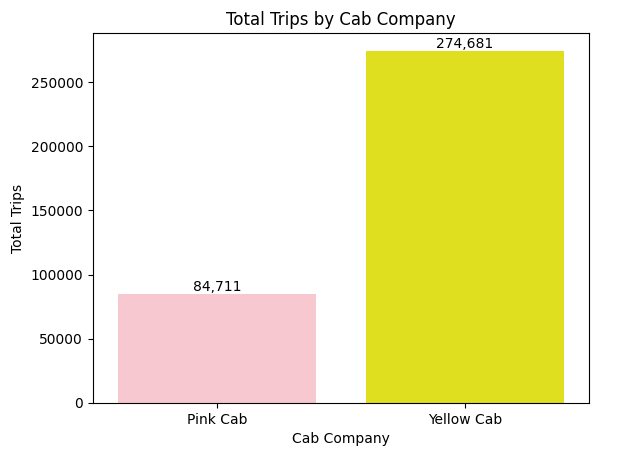 Total Trips by Cab Company
274,681
250000
200000
150000
100000
50000
0
Total Trips
84,711
Pink Cab
Yellow Cab
Cab Company